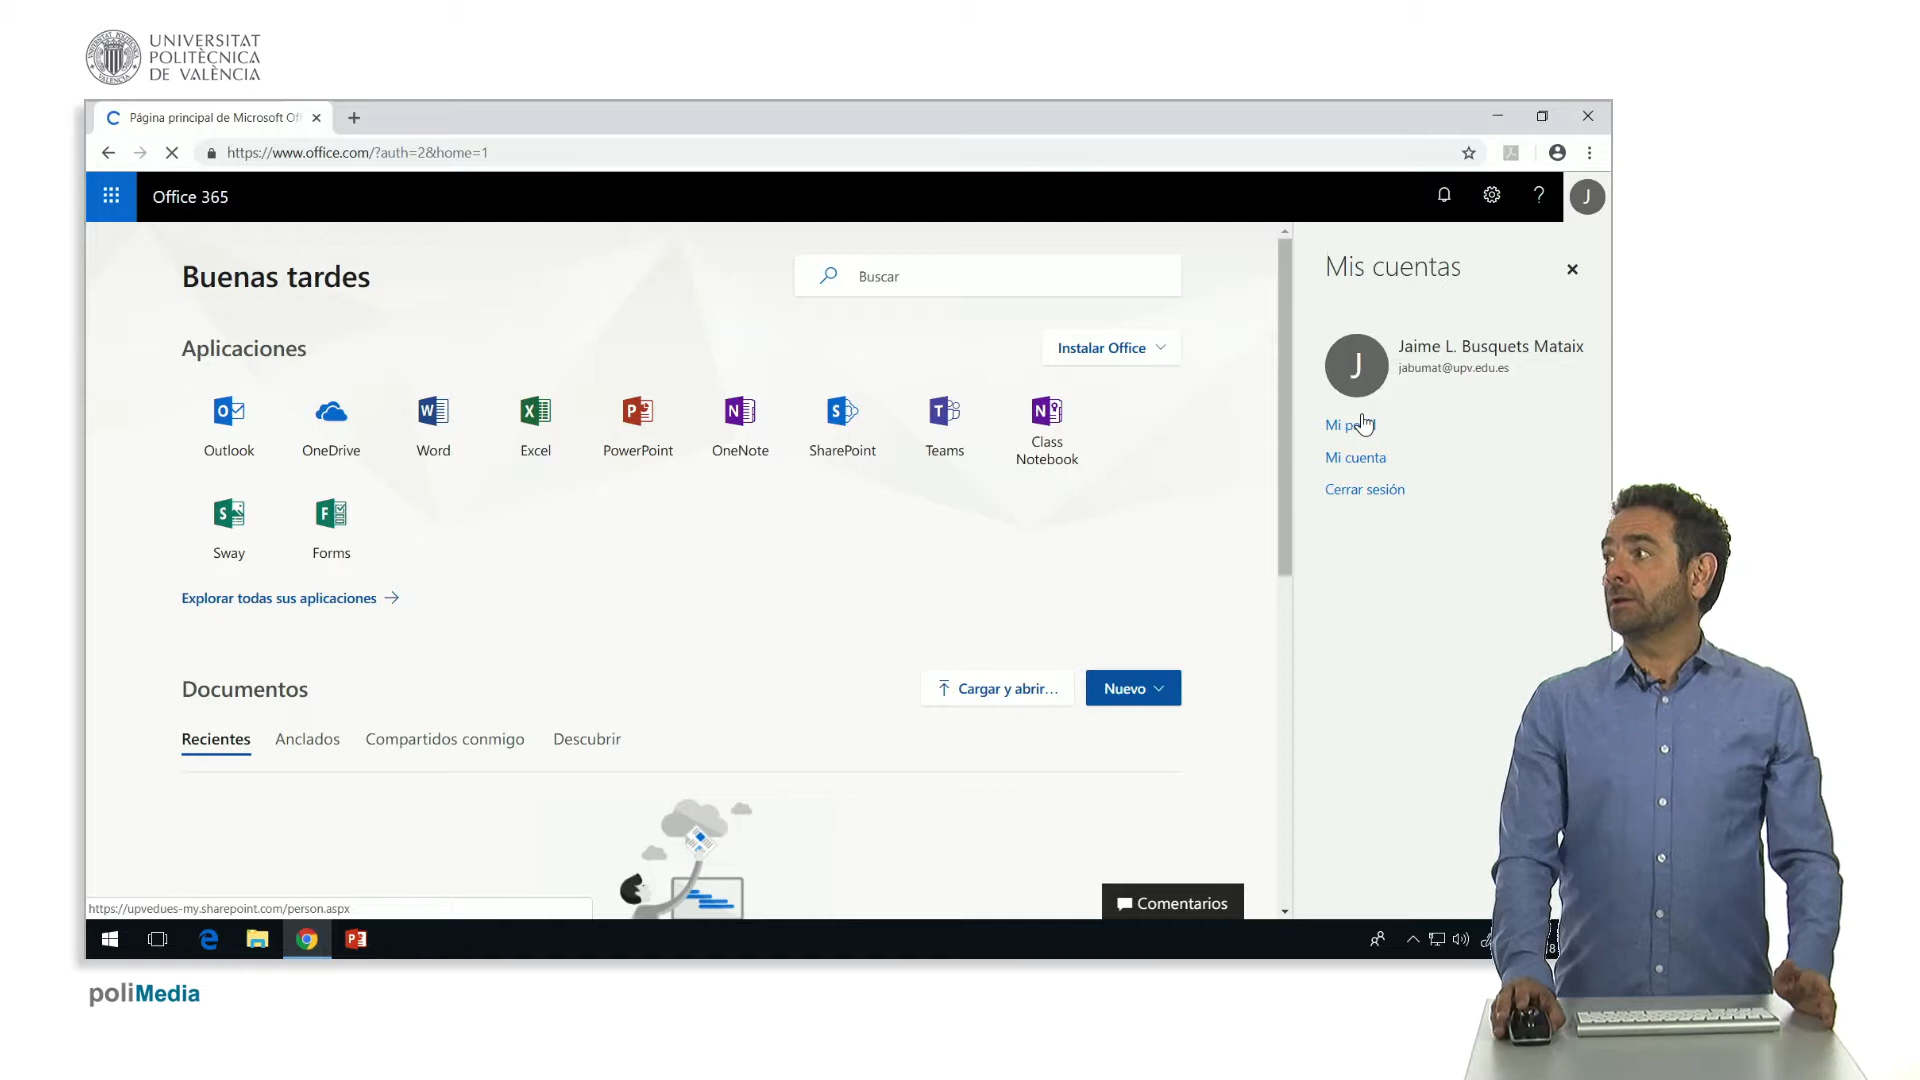 UNIVERSITAT
POLITÈCNICA
DE VALÈNCIA
Página principal de Microsoft Of
https://www.office.com/?auth=2&home=1
Office 365
J
Buenas tardes
Buscar
Mis cuentas
J
Jaime L. Busquets Mataix
jabumat@upv.edu.es
Mi cuenta
Cerrar sesión
Aplicaciones
Instalar Office
Outlook
OneDrive
Word
Excel
PowerPoint
OneNote
SharePoint
Teams
Class
Notebook
Sway
Forms
Explorar todas sus aplicaciones
Documentos
Cargar y abrir...
Nuevo
Recientes
Anclados
Compartidos conmigo
Descubrir
Comentarios
https://upvedues-my.sharepoint.com/person.aspx
poliMedia